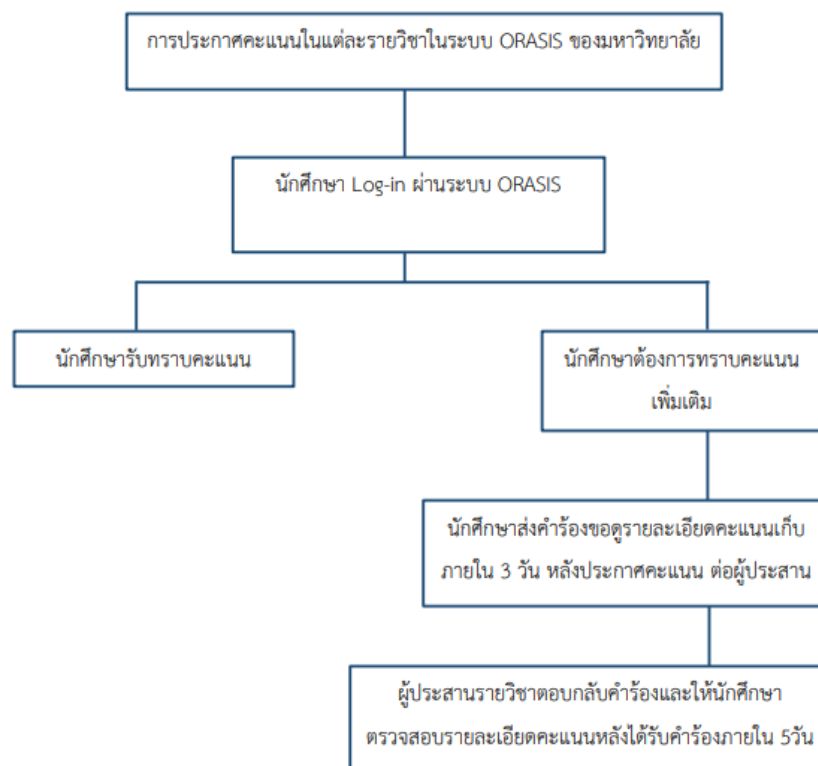 การประกาศคะแนนในแต่ละรายวิชาในระบบ ORASIS ของมหาวิทยาลัย
นักศึกษา Log-in ผ่านระบบ ORASIS
นักศึกษารับทราบคะแนน
นักศึกษาต้องการทราบคะแนน
เพิ่มเติม
นักศึกษาส่งคำร้องขอดูรายละเอียดคะแนนเก็บ
ภายใน 3 วัน หลังประกาศคะแนน ต่อผู้ประสาน
ผู้ประสานรายวิชาตอบกลับคำร้องและให้นักศึกษา
ตรวจสอบรายละเอียดคะแนนหลังได้รับคำร้องภายใน 5วัน